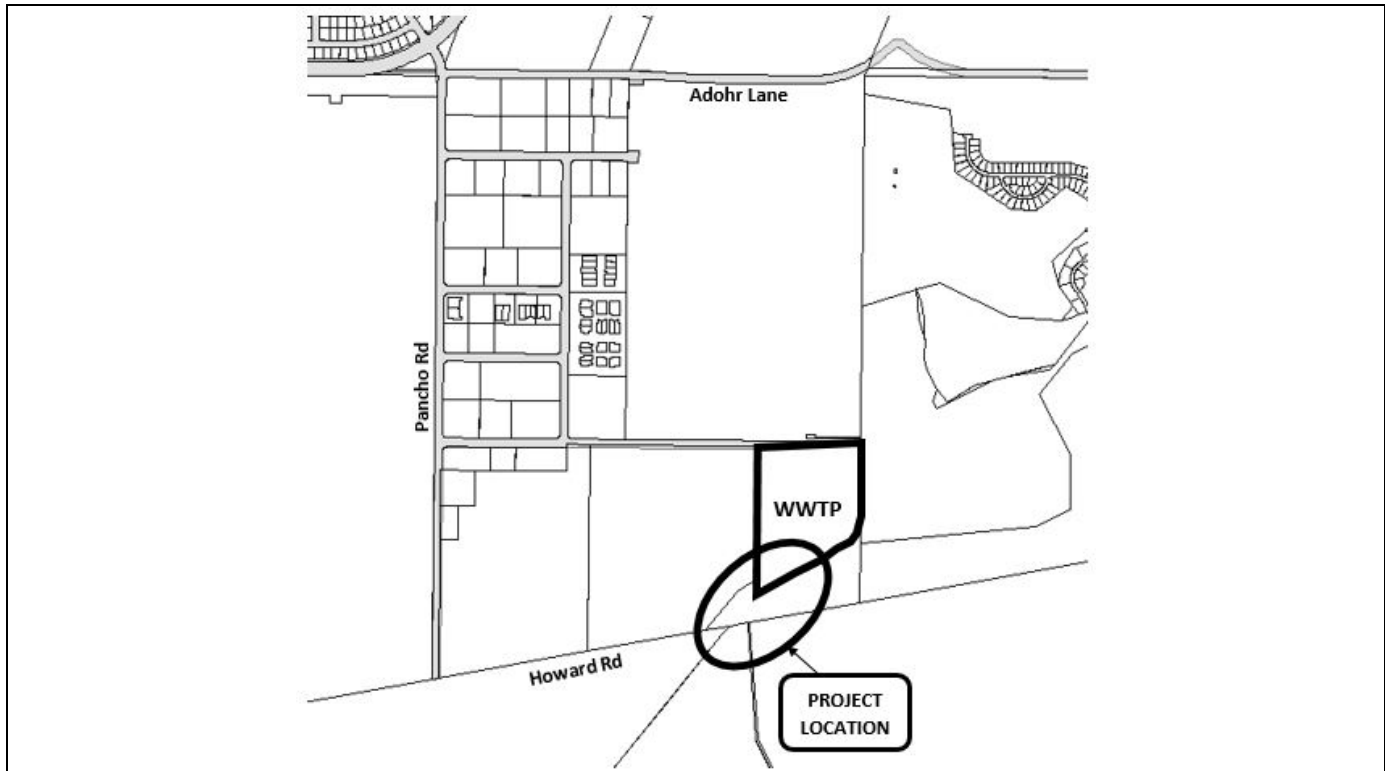 Adohr Lane
Pancho Rd
WWTP
Howard Rd
PROJECT
LOCATION